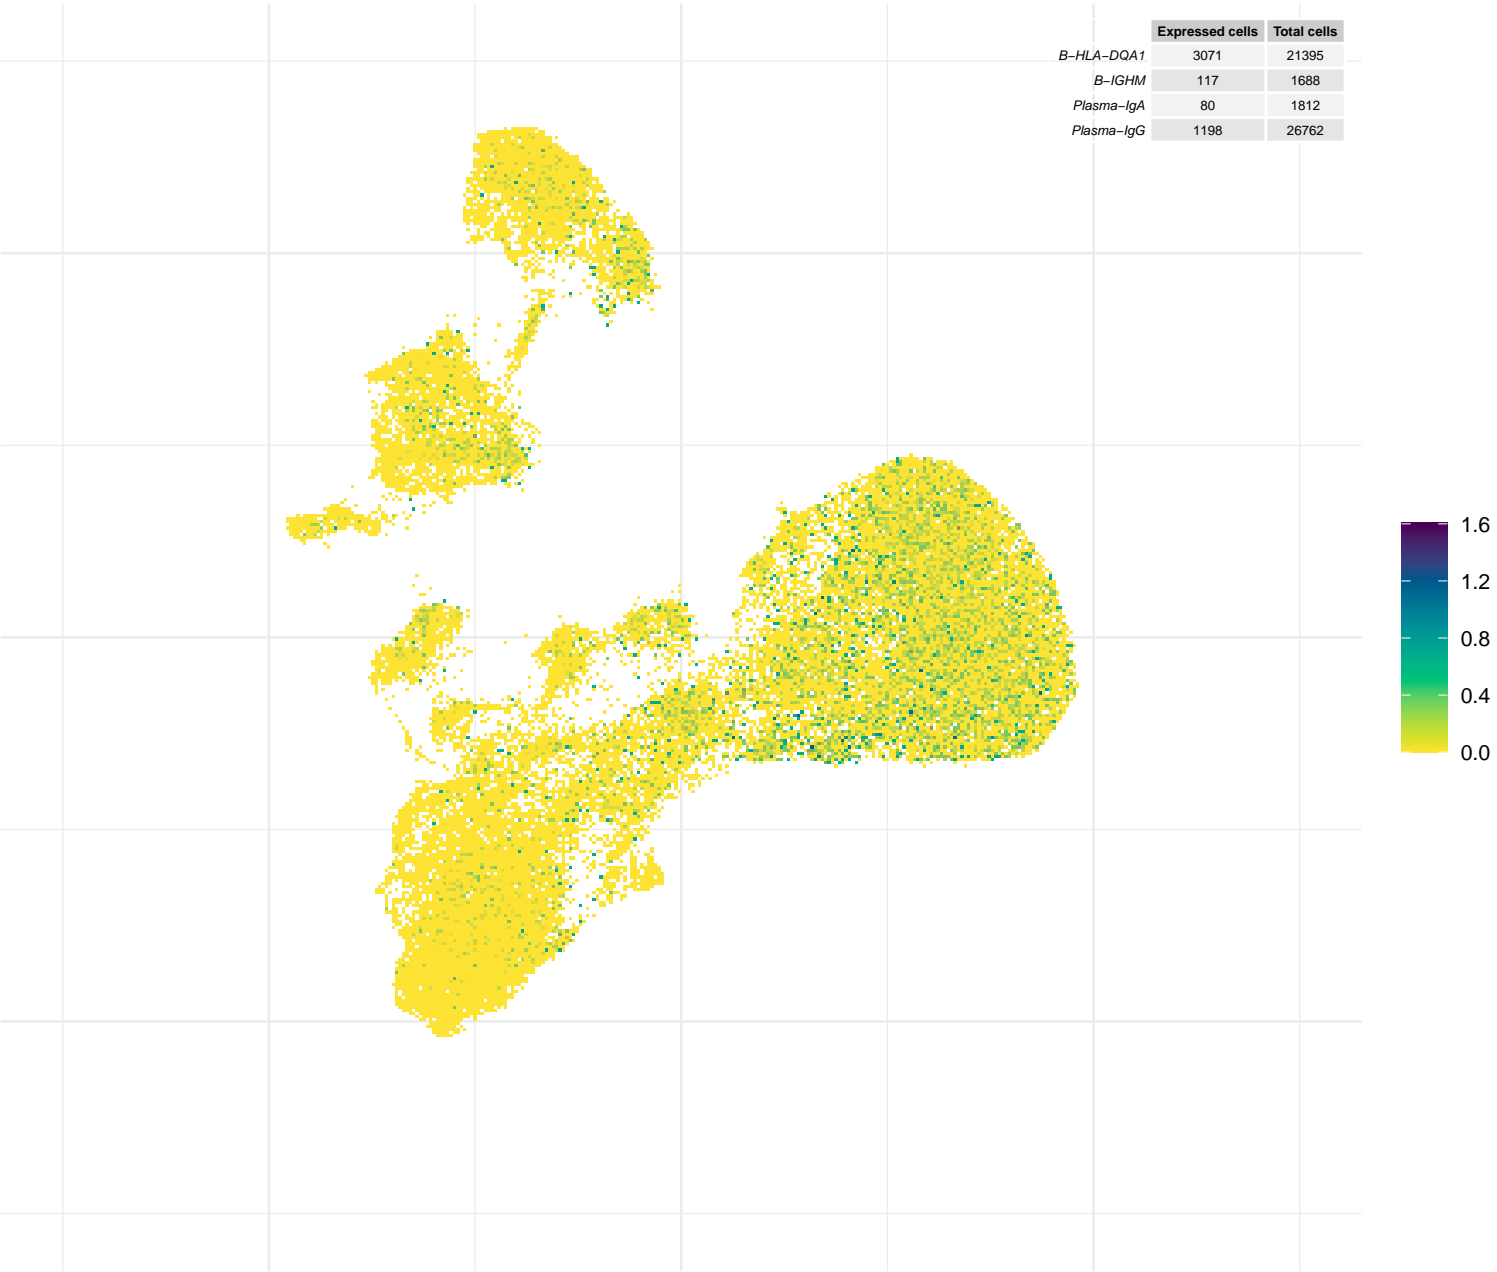 Expressed cells Total cells
B−HLA−DQA1 3071 21395
B−IGHM 117 1688
Plasma−IgA 80 1812
Plasma−IgG 1198 26762
1.6
1.2
0.8
0.4
0.0